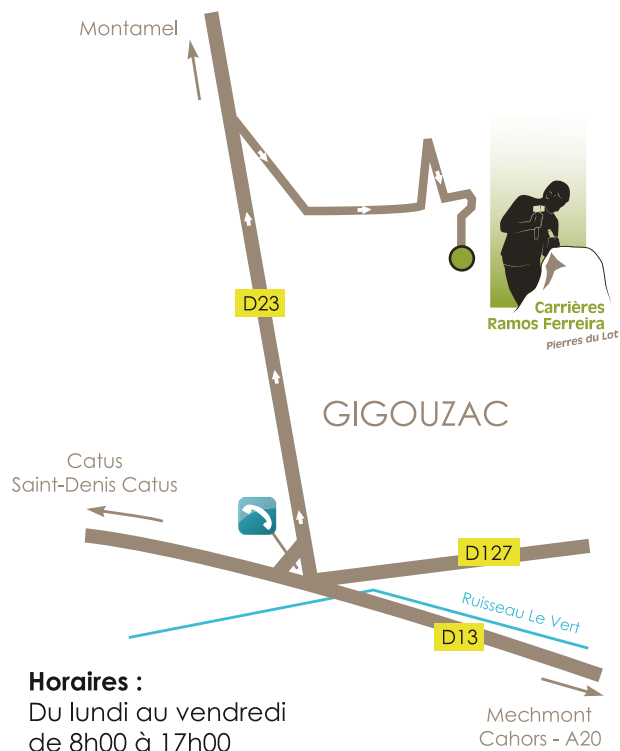 Montamel
Carrières
Ramos Ferreira
Pierres du Lot
D23
GIGOUZAC
Catus
Saint-Denis Catus
D127
Ruisseau Le Vert
D13
Horaires :
Du lundi au vendredi
de 8h00 à 17h00
Mechmont
Cahors - A20